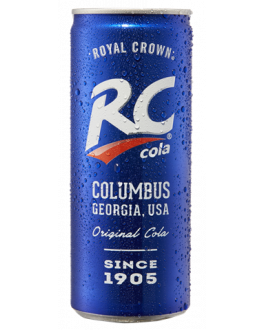 ROYAL CROWN
RC®
cola
COLUMBUS
GEORGIA, USA
Original Cola
SINCE
1905